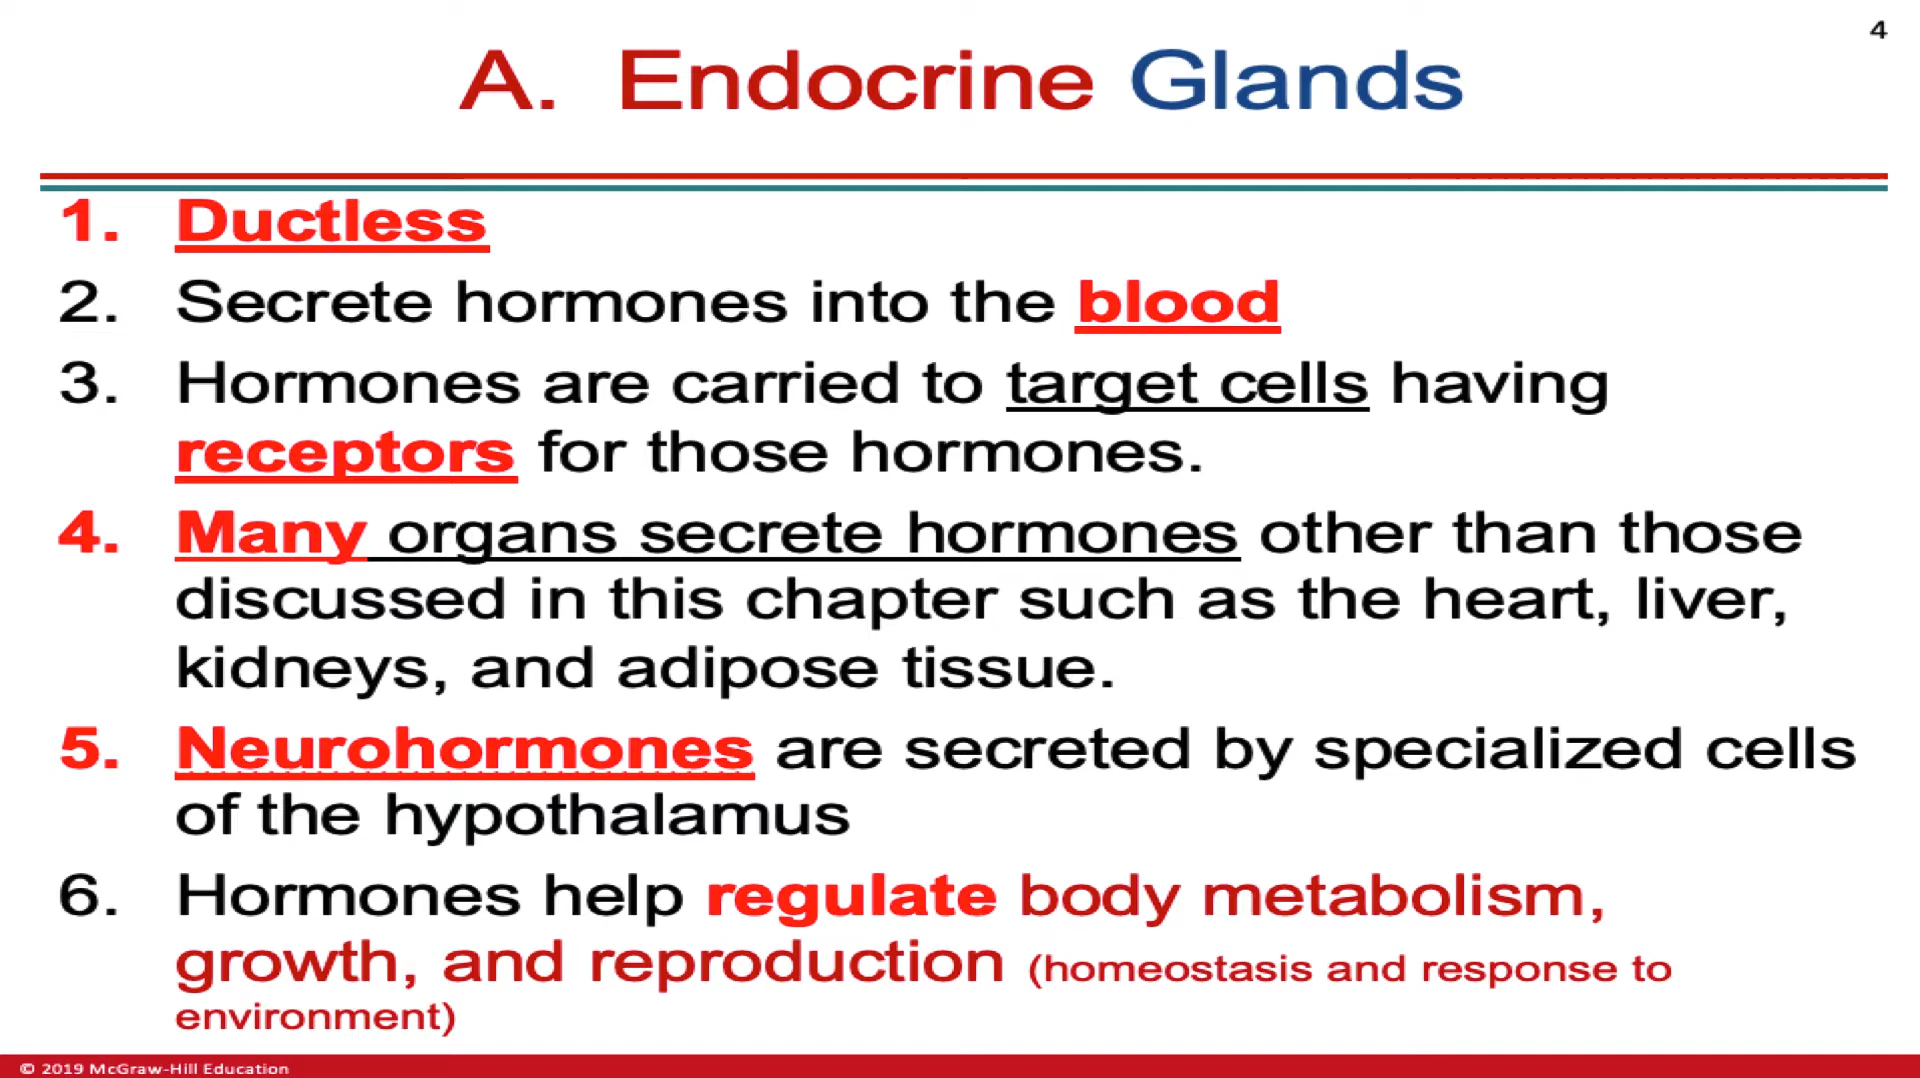 4
A. Endocrine Glands
1. Ductless
2. Secrete hormones into the blood
3. Hormones are carried to target cells having
receptors for those hormones.
4. Many organs secrete hormones other than those
discussed in this chapter such as the heart, liver,
kidneys, and adipose tissue.
5. Neurohormones are secreted by specialized cells
of the hypothalamus
6. Hormones help regulate body metabolism,
growth, and reproduction (homeostasis and response to
environment)
© 2019 McGraw-Hill Education